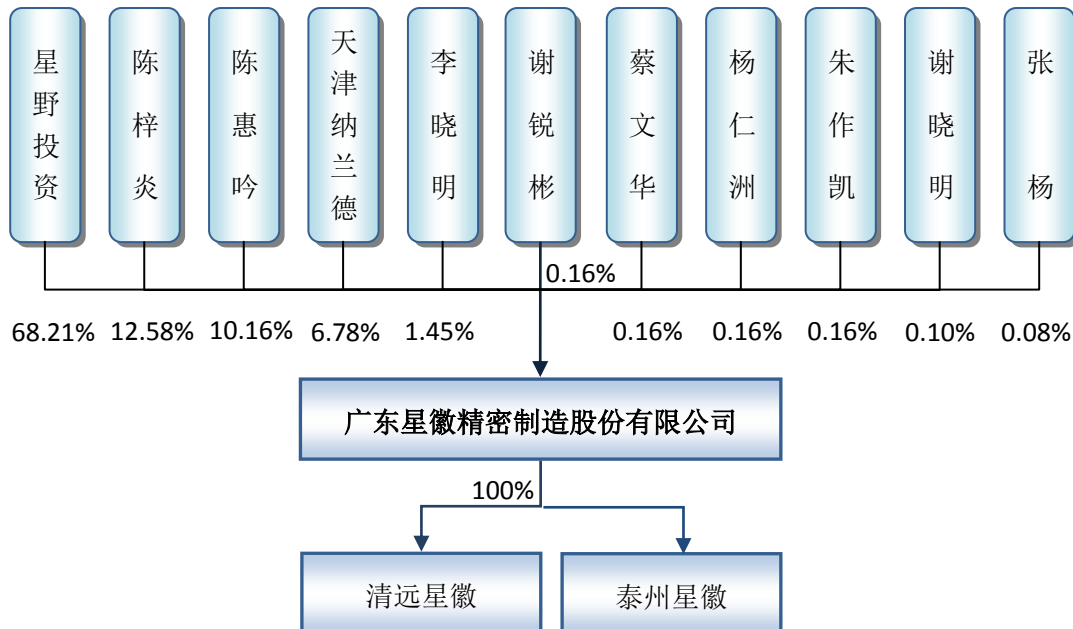 星野投资
陈梓炎
陈惠吟
天津纳兰德
李晓明
谢锐彬
蔡文华
杨仁洲
朱作凯
谢晓明
张杨
0.16%
68.21%
12.58%
10.16%
6.78%
1.45%
0.16%
0.16%
0.16%
0.10%
0.08%
广东星徽精密制造股份有限公司
100%
清远星徽
泰州星徽